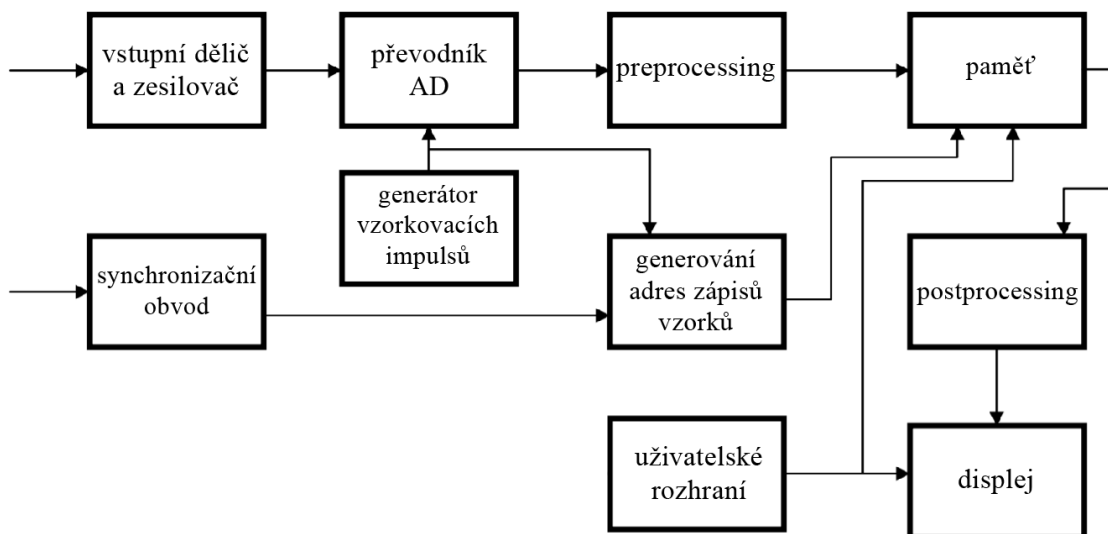 vstupní dělič
a zesilovač
převodník
AD
preprocessing
paměť
generátor
vzorkovacích
impulsů
synchronizační
obvod
generování
adres zápisů
vzorků
postprocessing
uživatelské
rozhraní
displej